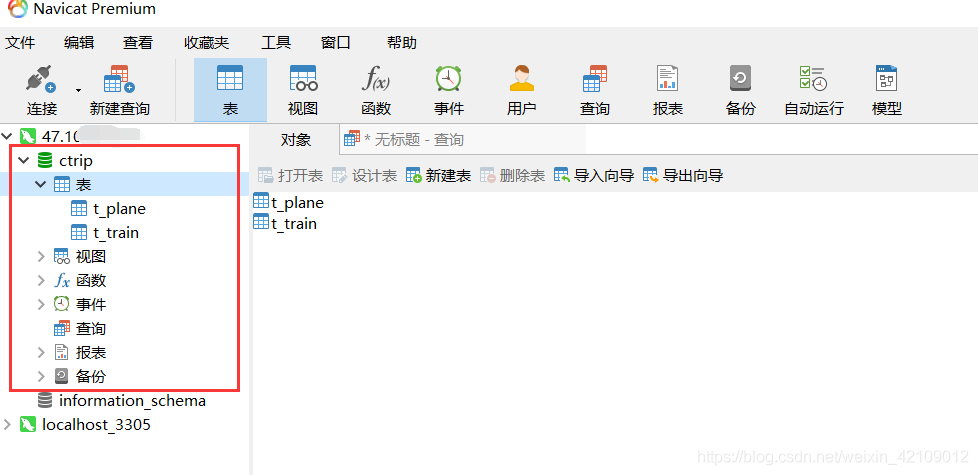 Navicat Premium
文件 编辑 查看 收藏夹 工具 窗口 帮助
连接 新建查询 表 视图 函数 事件 用户 查询 报表 备份 自动运行 模型
47.10
ctrip
表
t_plane
t_train
视图
函数
事件
查询
报表
备份
information_schema
localhost_3305
对象 * 无标题 - 查询
打开表 设计表 新建表 删除表 导入向导 导出向导
t_plane
t_train
https://blog.csdn.net/weixin_42109012